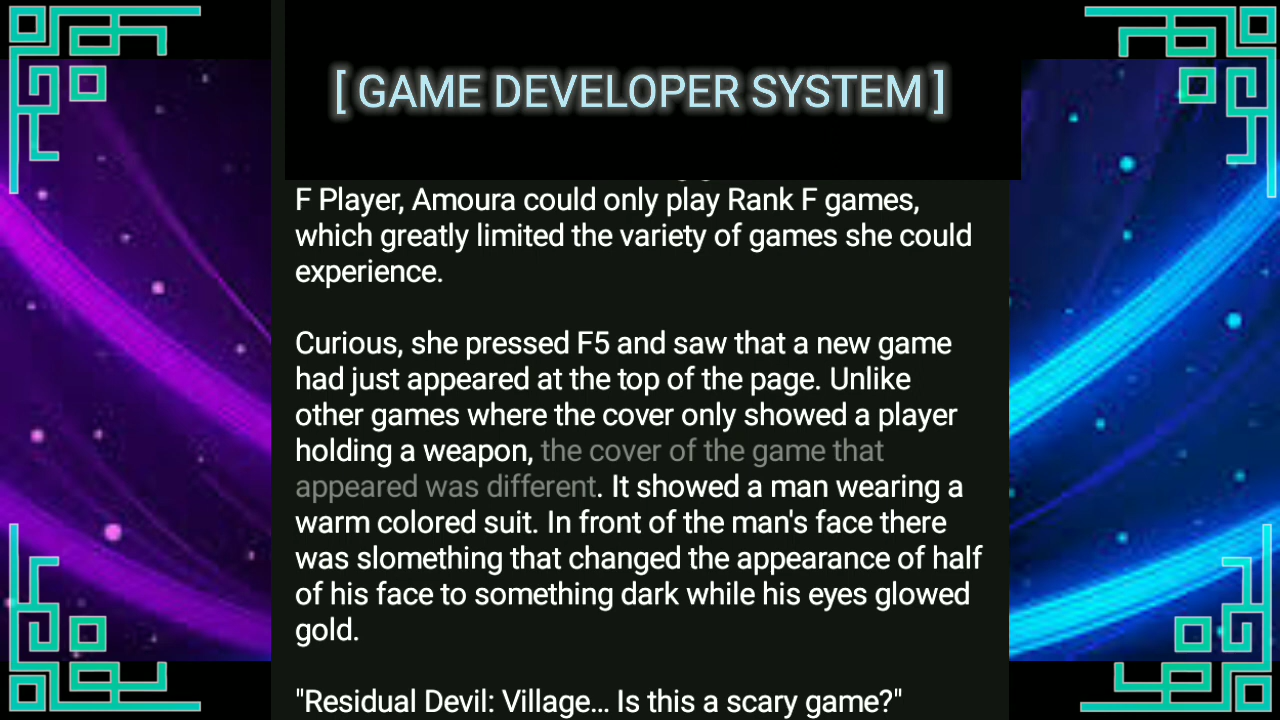 [ GAME DEVELOPER SYSTEM ]
F Player, Amoura could only play Rank F games,
which greatly limited the variety of games she could
experience.
Curious, she pressed F5 and saw that a new game
had just appeared at the top of the page. Unlike
other games where the cover only showed a player
holding a weapon, the cover of the game that
appeared was different. It showed a man wearing a
warm colored suit. In front of the man's face there
was slomething that changed the appearance of half
of his face to something dark while his eyes glowed
gold.
"Residual Devil: Village... Is this a scary game?"